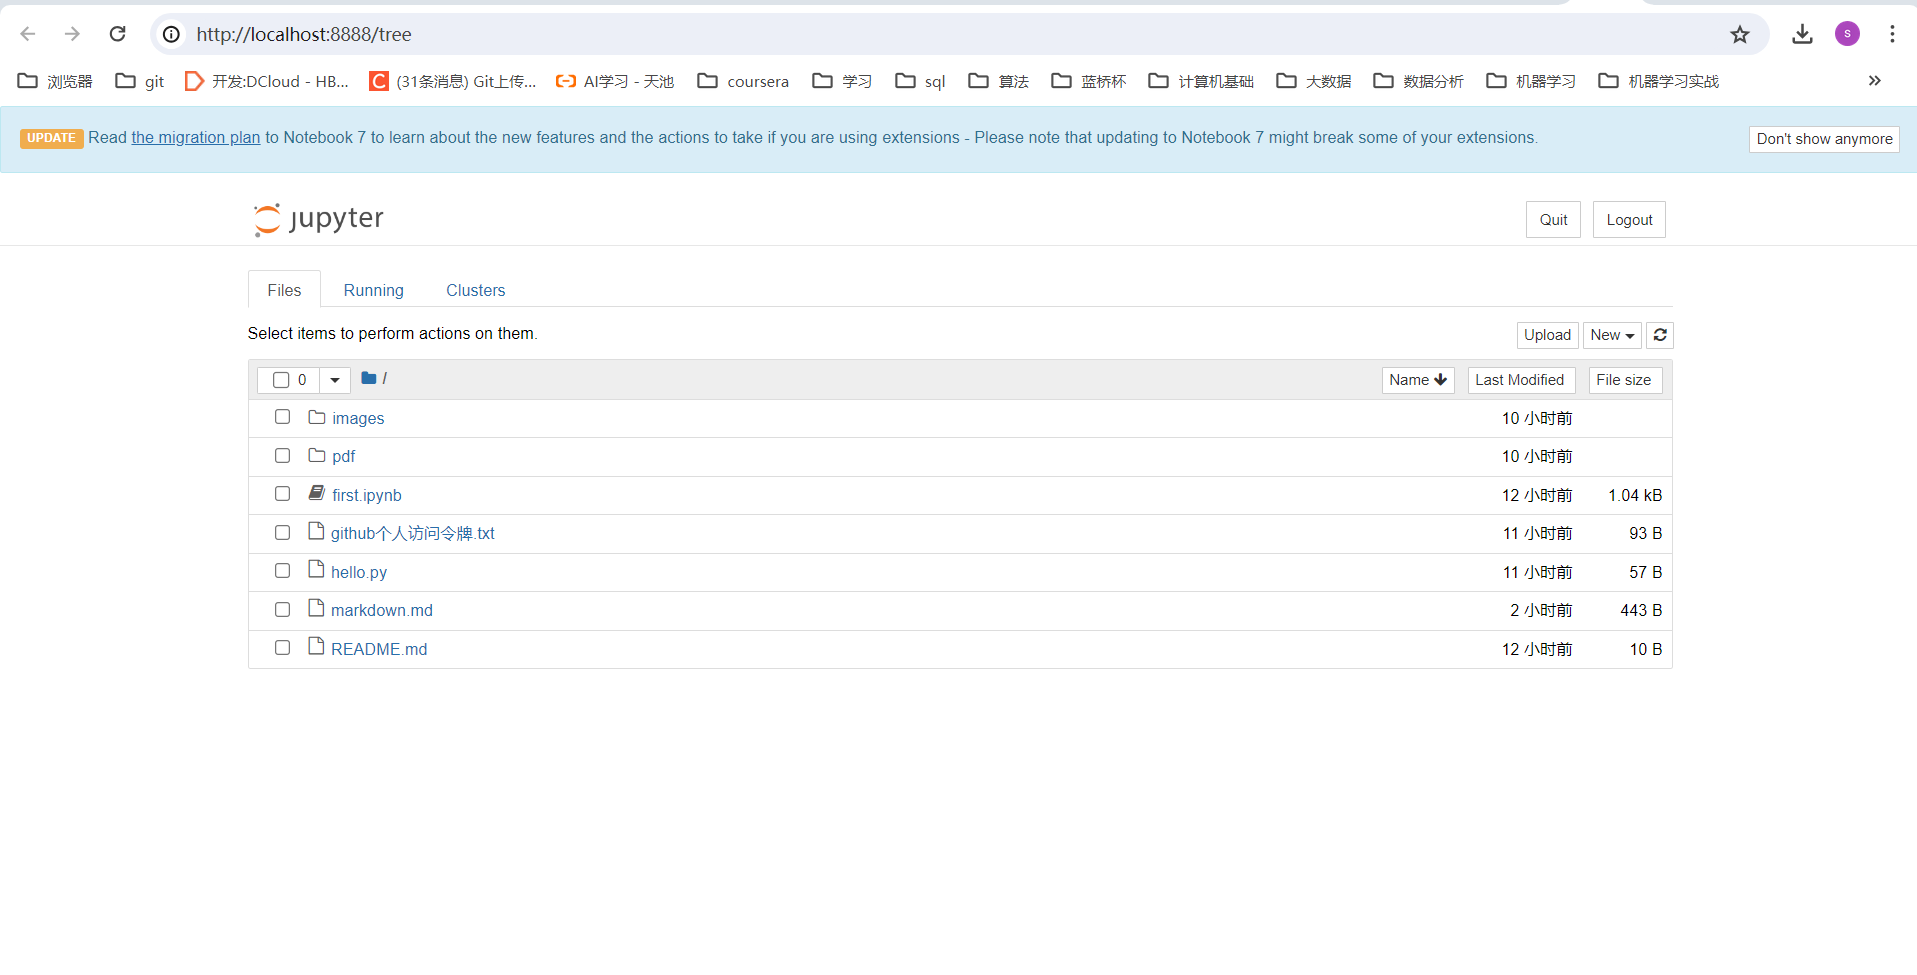 http://localhost:8888/tree
S
浏览器 git 开发:DCloud - HB... (31条消息) Git上传... AI学习 - 天池 coursera 学习 sql 算法 蓝桥杯 计算机基础 大数据 数据分析 机器学习 机器学习实战 »
UPDATE Read the migration plan to Notebook 7 to learn about the new features and the actions to take if you are using extensions - Please note that updating to Notebook 7 might break some of your extensions. Don't show anymore
jupyter Quit Logout
Files Running Clusters
Select items to perform actions on them. Upload New
0 / Name Last Modified File size
images 10 小时前
pdf 10 小时前
first.ipynb 12 小时前 1.04 kB
github个人访问令牌.txt 11 小时前 93 B
hello.py 11 小时前 57 B
markdown.md 2 小时前 443 B
README.md 12 小时前 10 B